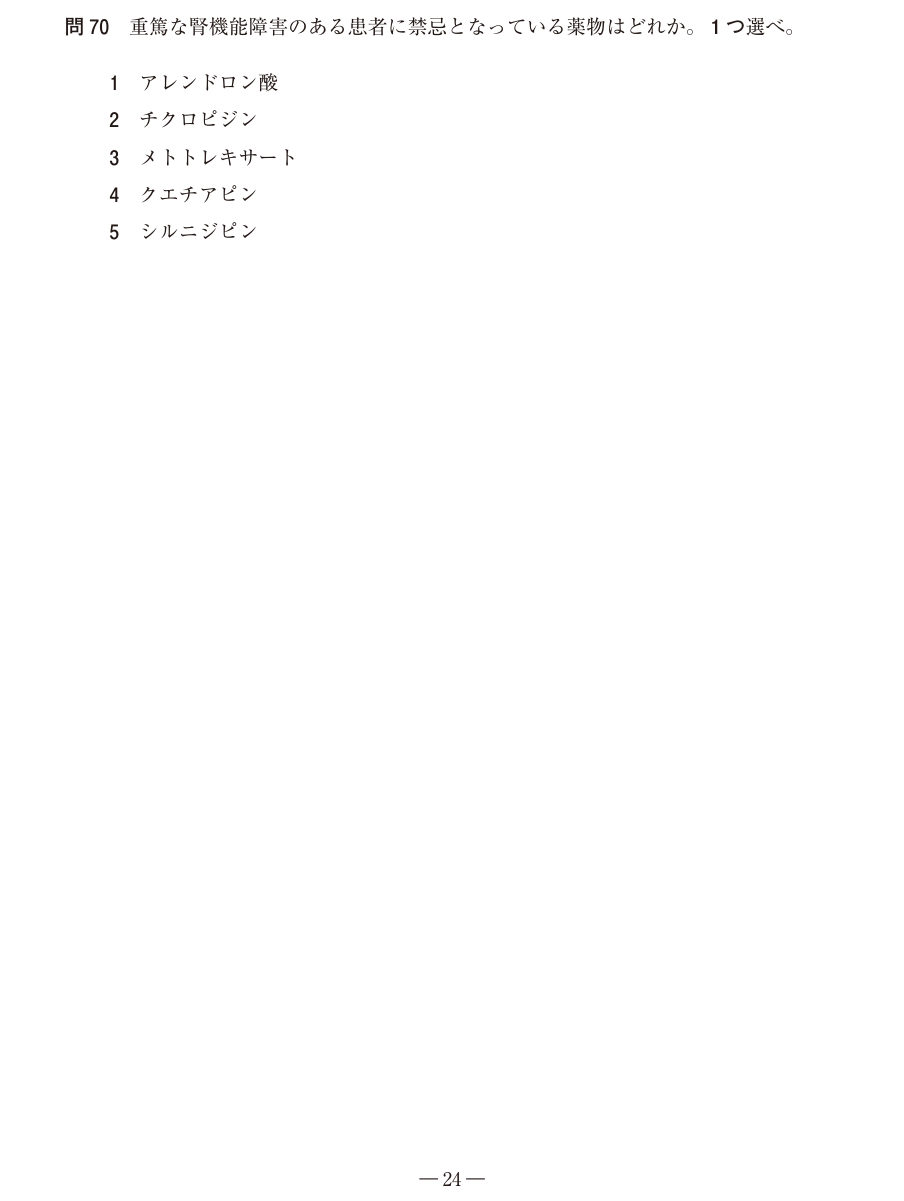 問 70 重篤な腎機能障害のある患者に禁忌となっている薬物はどれか。1つ選べ。
1 アレンドロン酸
2 チクロピジン
3 メトトレキサート
4 クエチアピン
5 シルニジピン
— 24 —